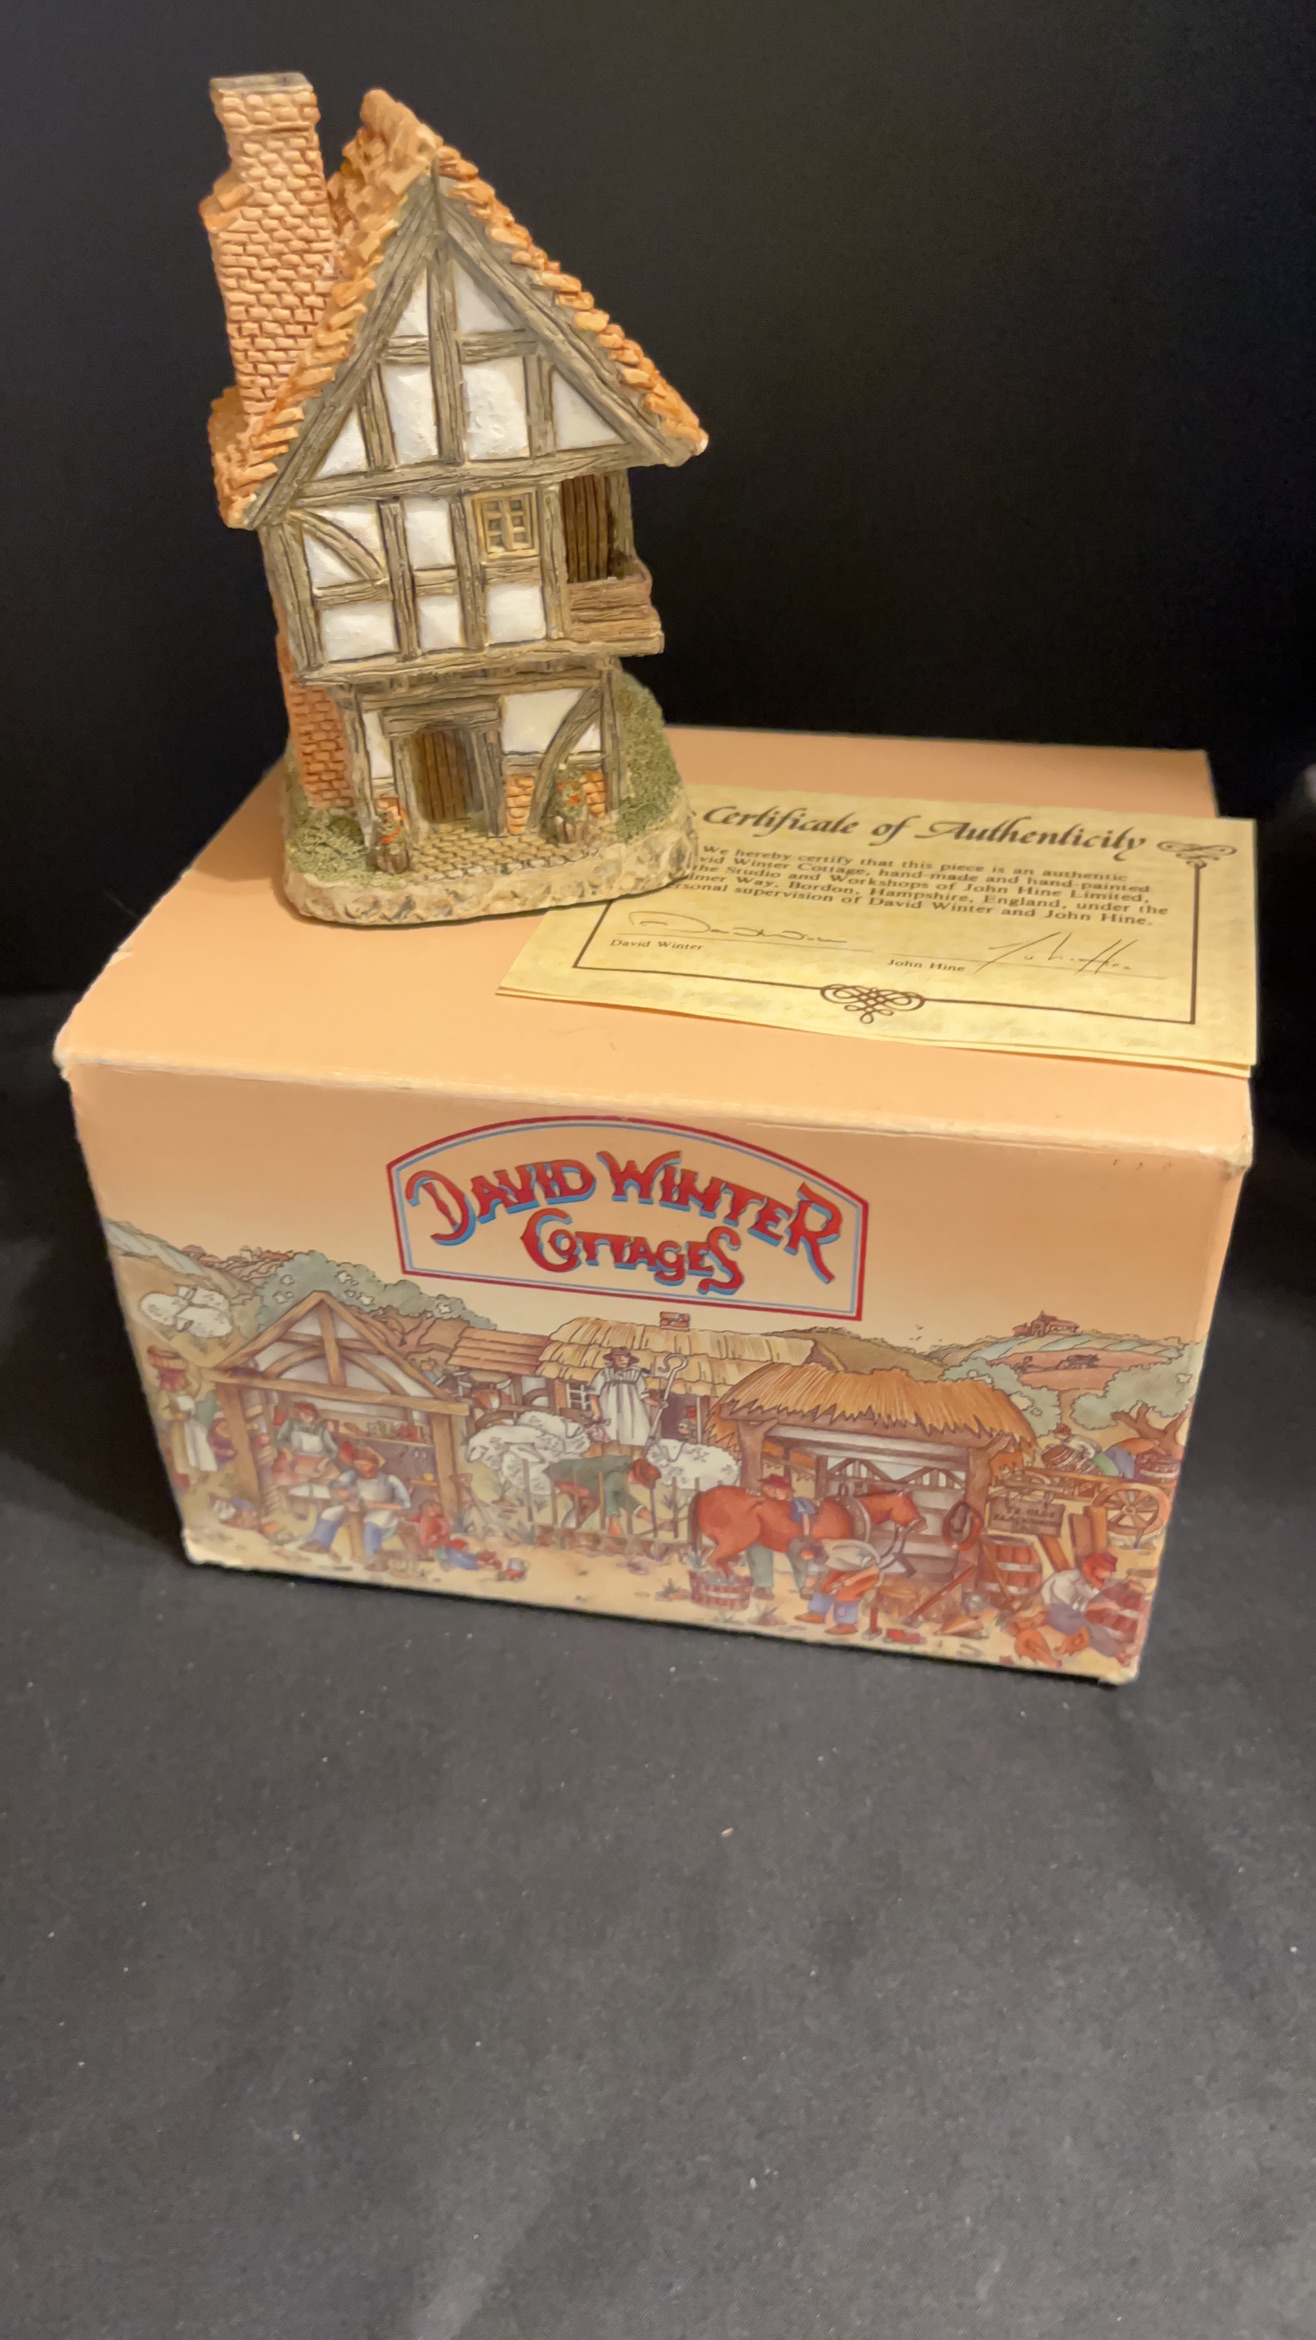 Certificate of Authenticity
We hereby certify that this piece is an authentic
Winter Cottage, hand-made and hand-painted
the Studio and Workshops of John Hine Limited,
Way, Bordon, Hampshire, England, under the
supervision of David Winter and John Hine.
David Winter
John Hine
DAVID WINTER
COTTAGES